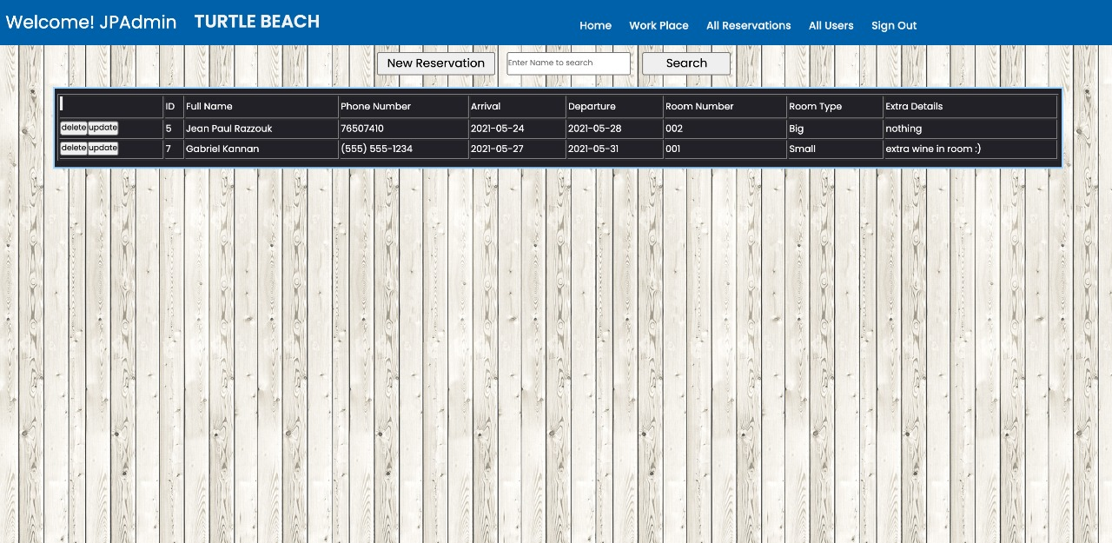 Welcome! JPAdmin TURTLE BEACH Home Work Place All Reservations All Users Sign Out
New Reservation Enter Name to search Search
ID Full Name Phone Number Arrival Departure Room Number Room Type Extra Details
delete update 5 Jean Paul Razzouk 76507410 2021-05-24 2021-05-28 002 Big nothing
delete update 7 Gabriel Kannan (555) 555-1234 2021-05-27 2021-05-31 001 Small extra wine in room :)